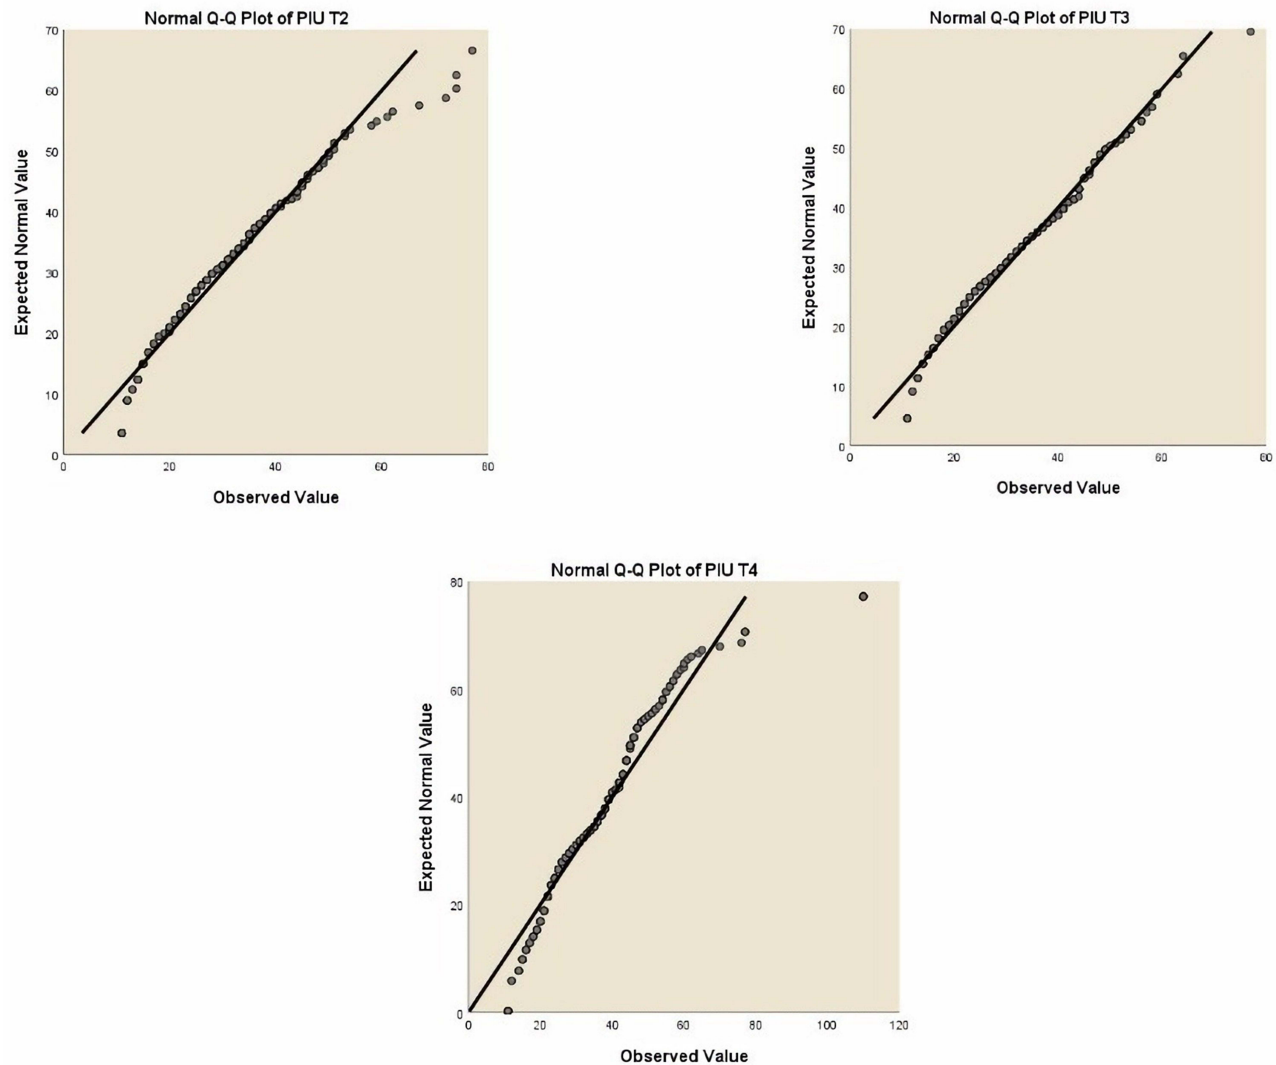 Normal Q-Q Plot of PIU T2
70
60
50
40
30
20
10
0
Expected Normal Value
0 20 40 60 80
Observed Value
Normal Q-Q Plot of PIU T3
70
60
50
40
30
20
10
0
Expected Normal Value
0 20 40 60 80
Observed Value
Normal Q-Q Plot of PIU T4
80
60
40
20
0
Expected Normal Value
0 20 40 60 80 100 120
Observed Value